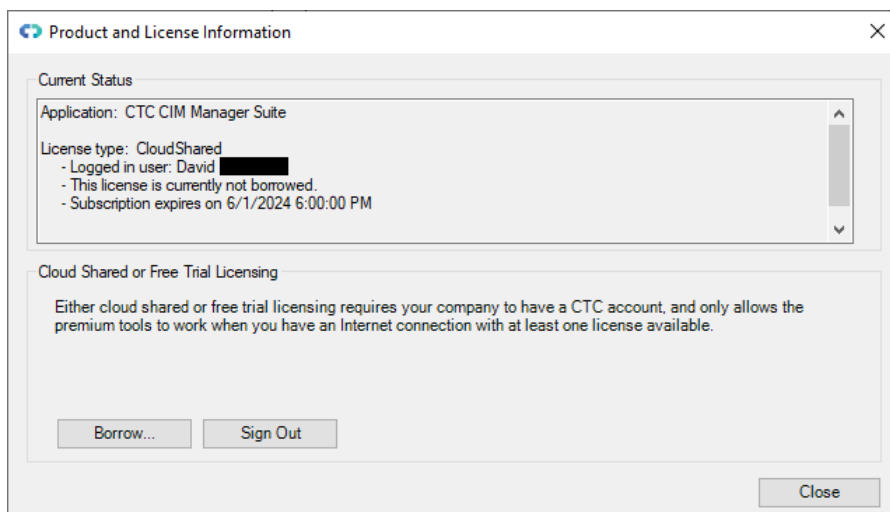 Product and License Information
Current Status
Application: CTC CIM Manager Suite
License type: CloudShared
- Logged in user: David
- This license is currently not borrowed.
- Subscription expires on 6/1/2024 6:00:00 PM
Cloud Shared or Free Trial Licensing
Either cloud shared or free trial licensing requires your company to have a CTC account, and only allows the
premium tools to work when you have an Internet connection with at least one license available.
Borrow...
Sign Out
Close